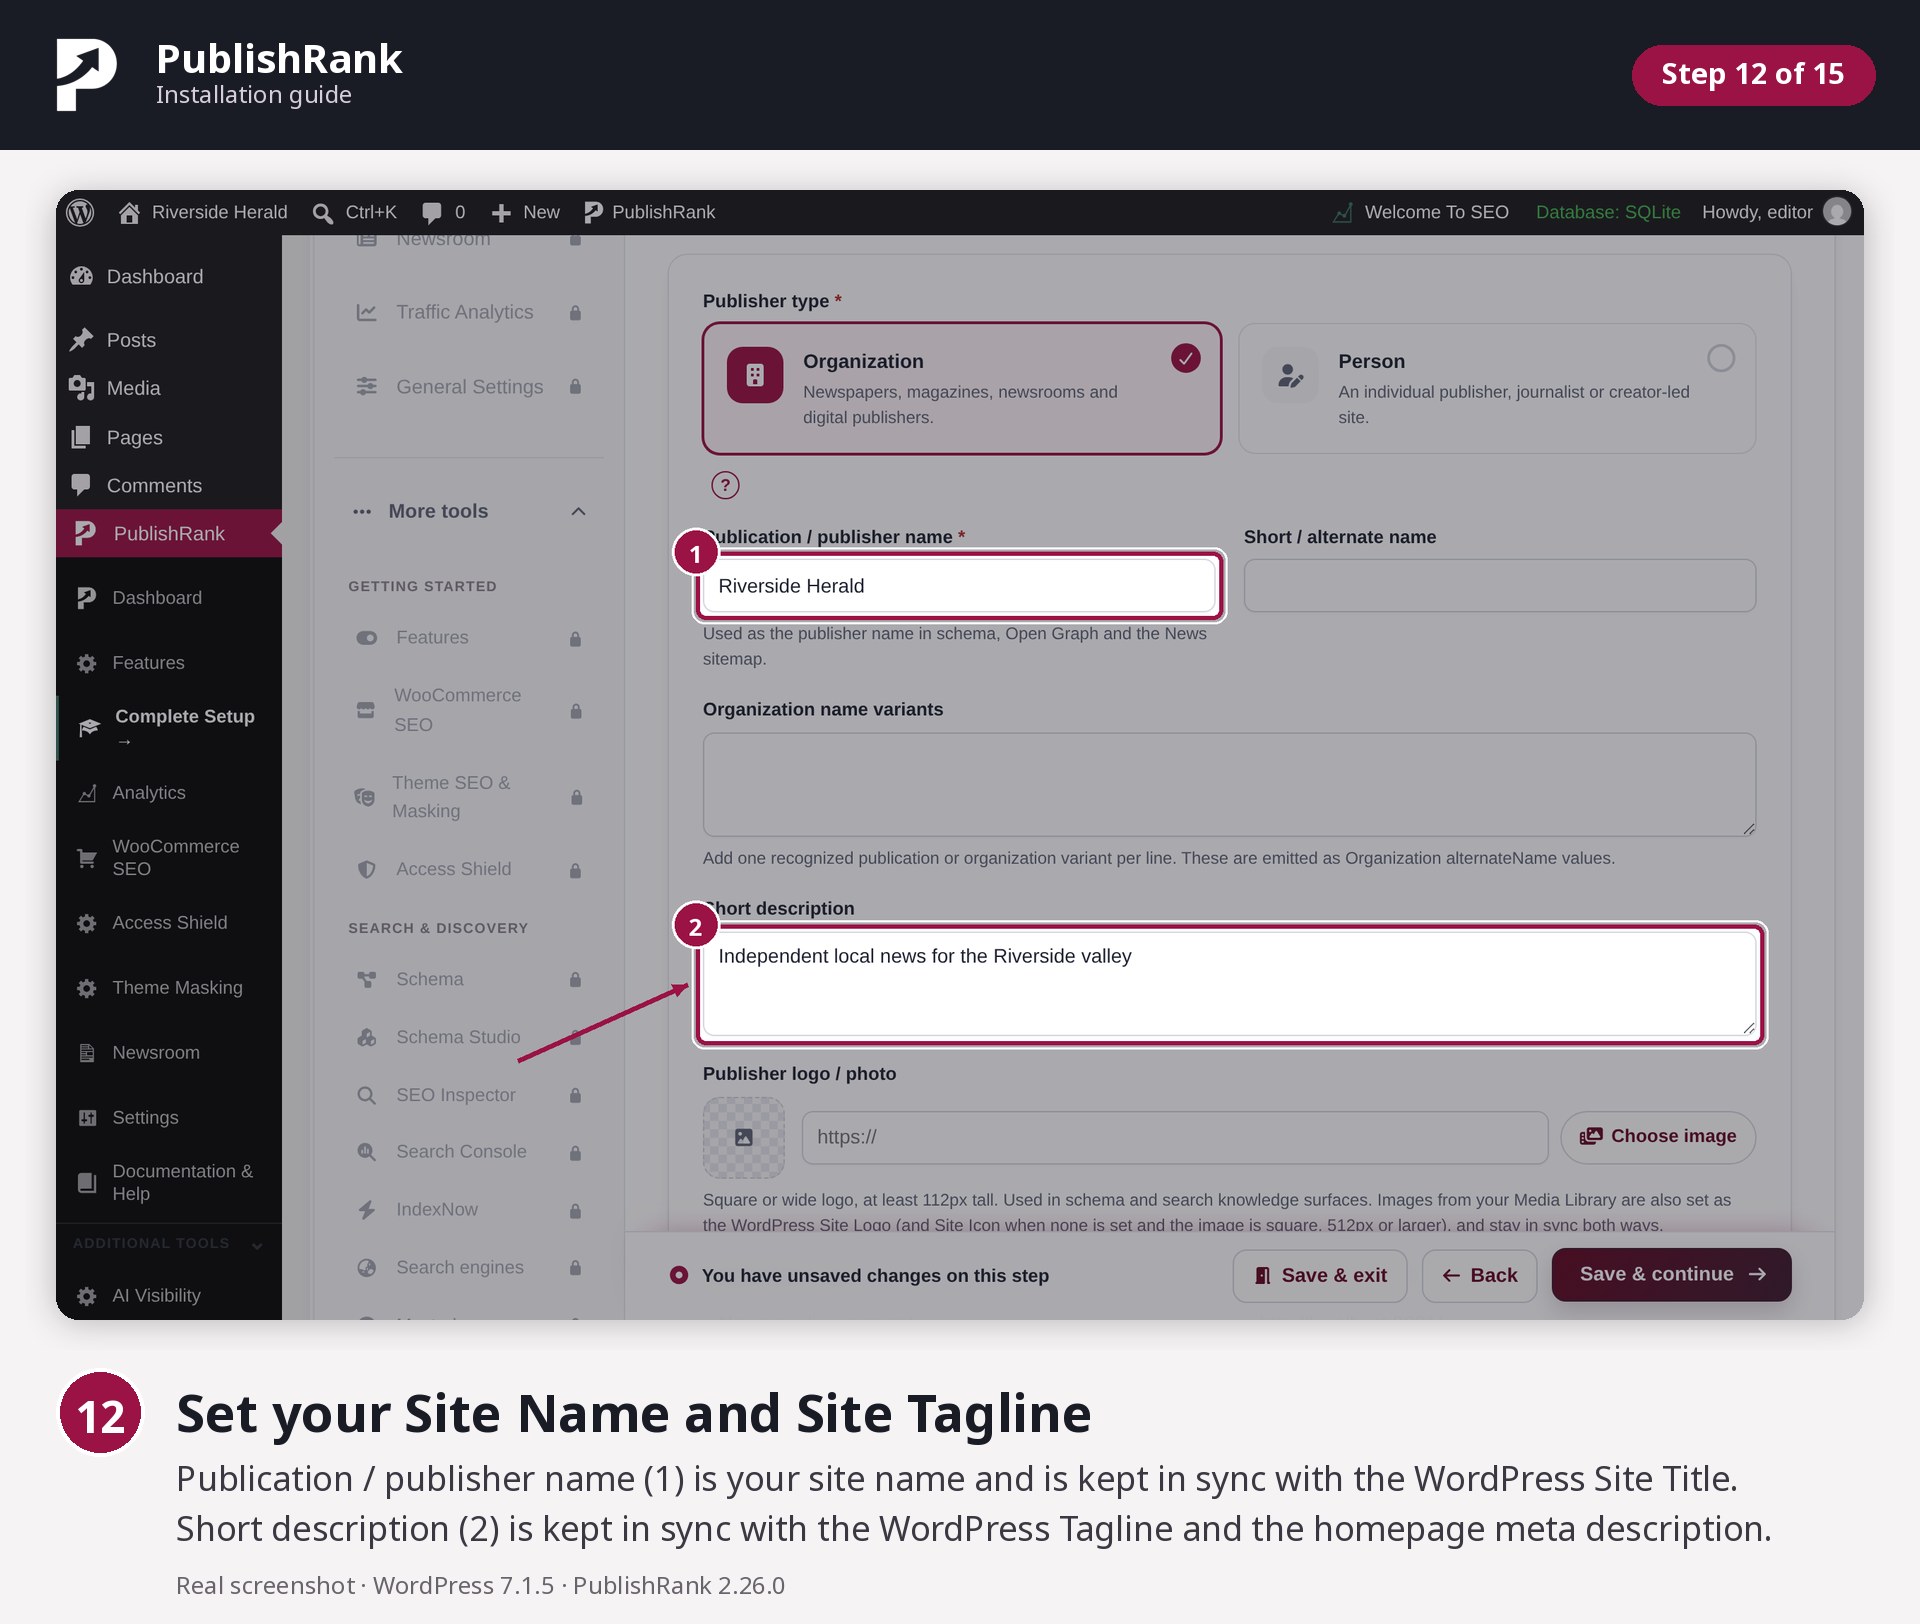 PublishRank
Installation guide
Step 12 of 15
Riverside Herald
Ctrl+K
0
New
PublishRank
Welcome To SEO
Database: SQLite
Howdy, editor
Dashboard
Posts
Media
Pages
Comments
PublishRank
Dashboard
Features
Complete Setup
→
Analytics
WooCommerce
SEO
Access Shield
Theme Masking
Newsroom
Settings
Documentation &
Help
ADDITIONAL TOOLS
AI Visibility
Newsroom
Traffic Analytics
General Settings
More tools
GETTING STARTED
Features
WooCommerce
SEO
Theme SEO &
Masking
Access Shield
SEARCH & DISCOVERY
Schema
Schema Studio
SEO Inspector
Search Console
IndexNow
Search engines
Publisher type *
Organization
Newspapers, magazines, newsrooms and
digital publishers.
Person
An individual publisher, journalist or creator-led
site.
?
1
Publication / publisher name *
Riverside Herald
Used as the publisher name in schema, Open Graph and the News
sitemap.
Short / alternate name
Organization name variants
Add one recognized publication or organization variant per line. These are emitted as Organization alternateName values.
2
Short description
Independent local news for the Riverside valley
Publisher logo / photo
https://
Choose image
Square or wide logo, at least 112px tall. Used in schema and search knowledge surfaces. Images from your Media Library are also set as
the WordPress Site Logo (and Site Icon when none is set and the image is square, 512px or larger), and stay in sync both ways.
You have unsaved changes on this step
Save & exit
Back
Save & continue
12
Set your Site Name and Site Tagline
Publication / publisher name (1) is your site name and is kept in sync with the WordPress Site Title.
Short description (2) is kept in sync with the WordPress Tagline and the homepage meta description.
Real screenshot · WordPress 7.1.5 · PublishRank 2.26.0